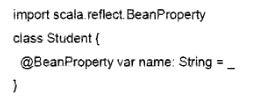 import scala.reflect.BeanProperty
class Student {
@BeanProperty var name: String = _
}